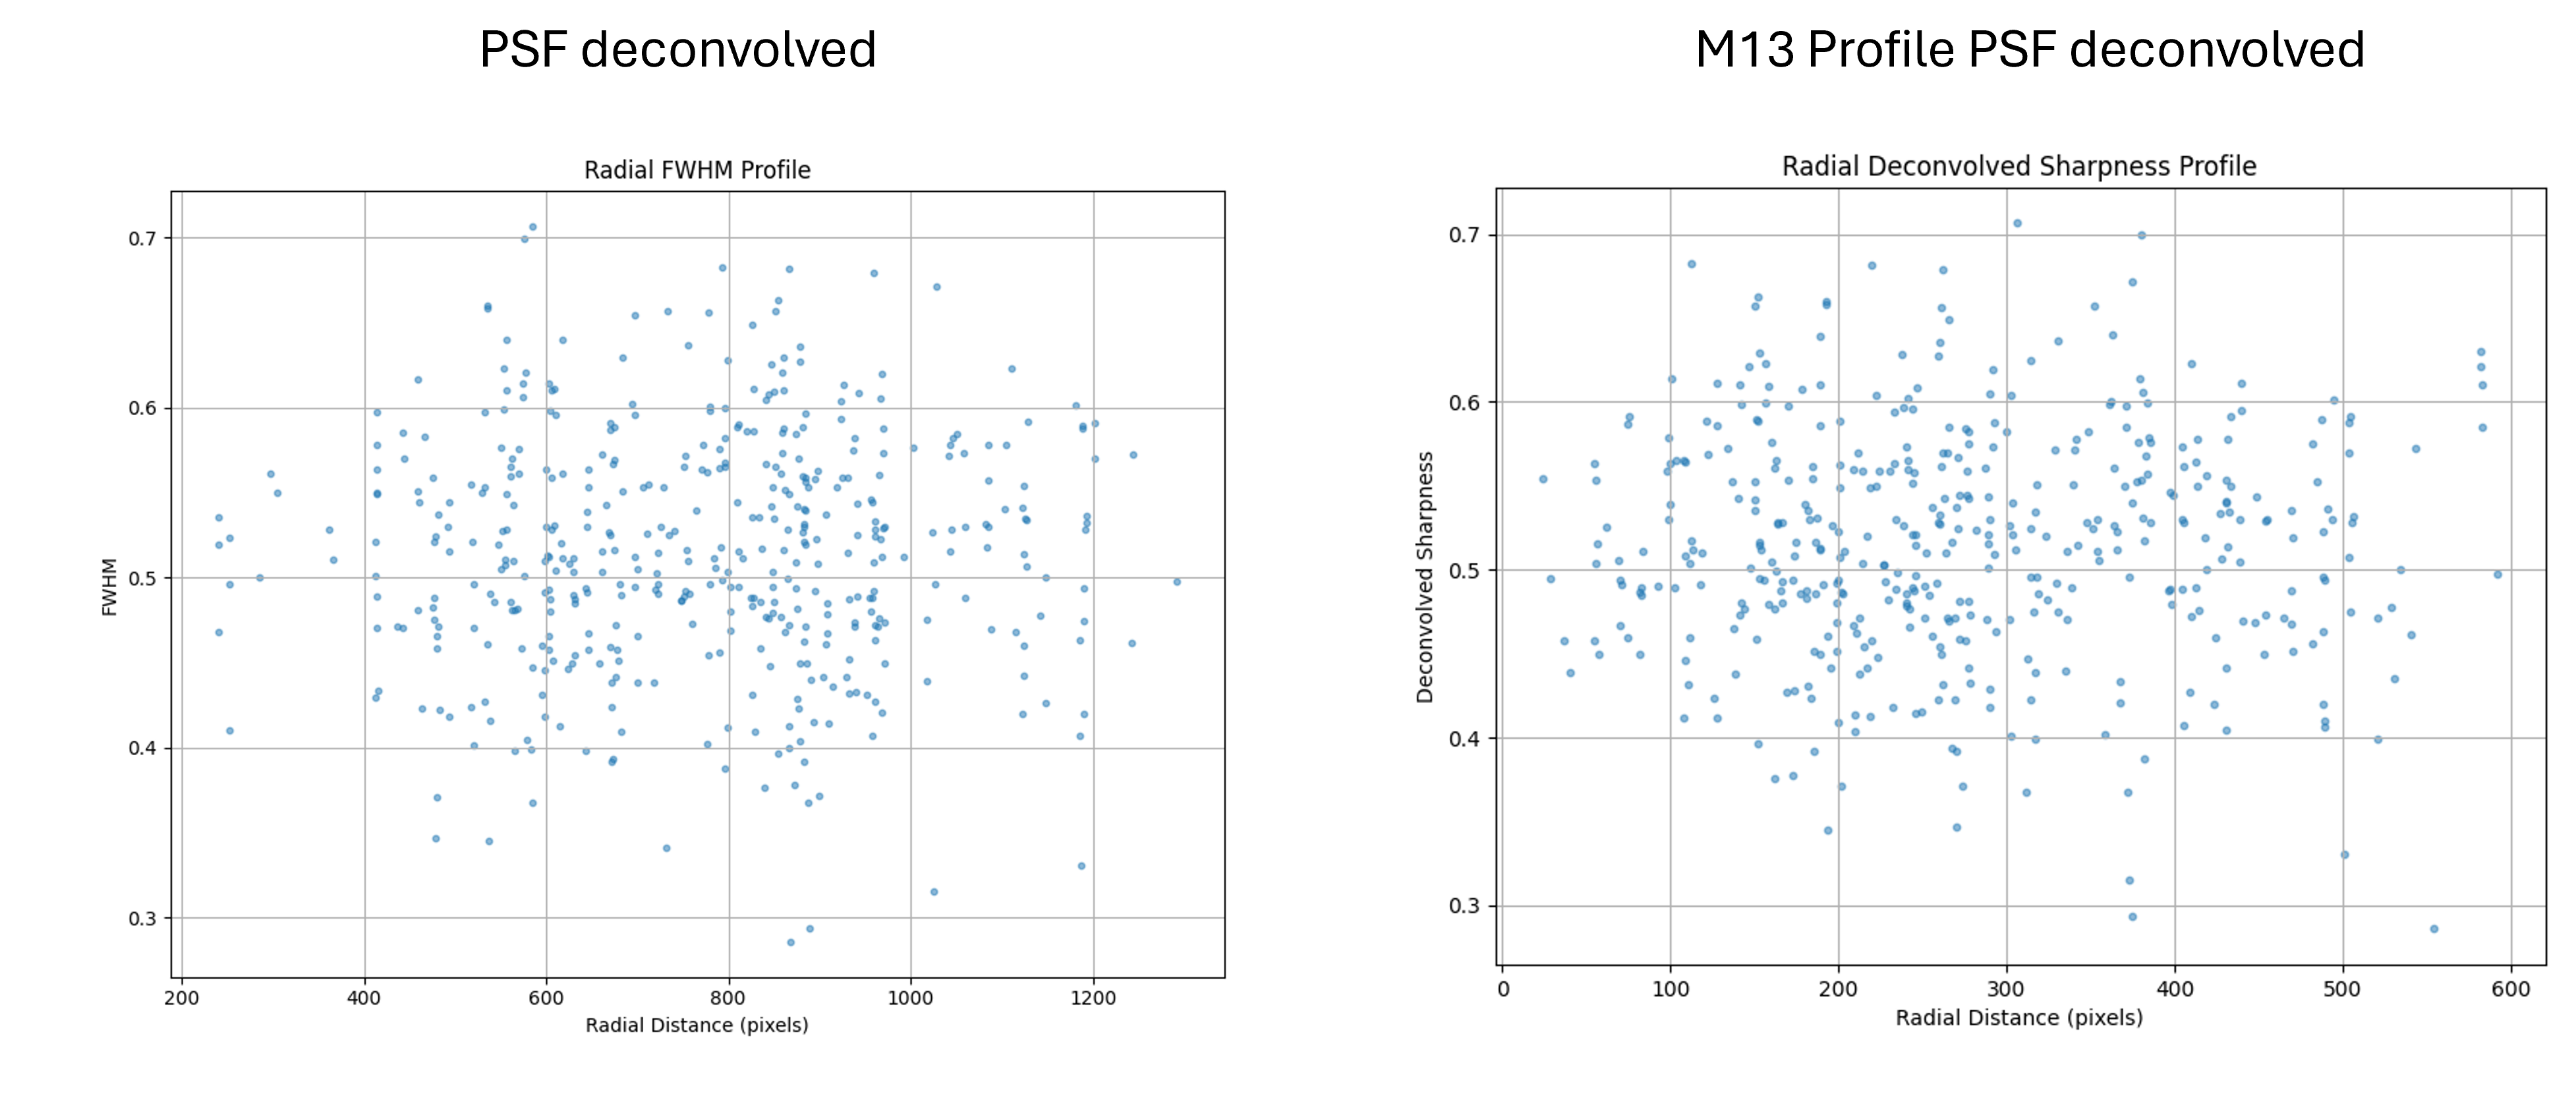 PSF deconvolved
M13 Profile PSF deconvolved
Radial FWHM Profile
FWHM
0.7
0.6
0.5
0.4
0.3
200 400 600 800 1000 1200
Radial Distance (pixels)
Radial Deconvolved Sharpness Profile
Deconvolved Sharpness
0.7
0.6
0.5
0.4
0.3
0 100 200 300 400 500 600
Radial Distance (pixels)